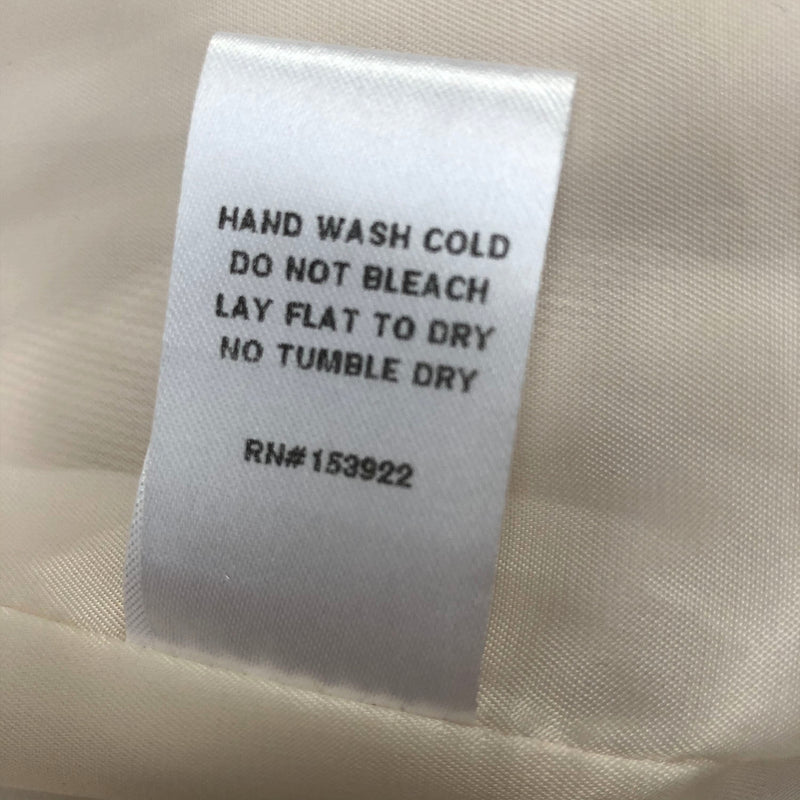 HAND WASH COLD
DO NOT BLEACH
LAY FLAT TO DRY
NO TUMBLE DRY
RN#153922